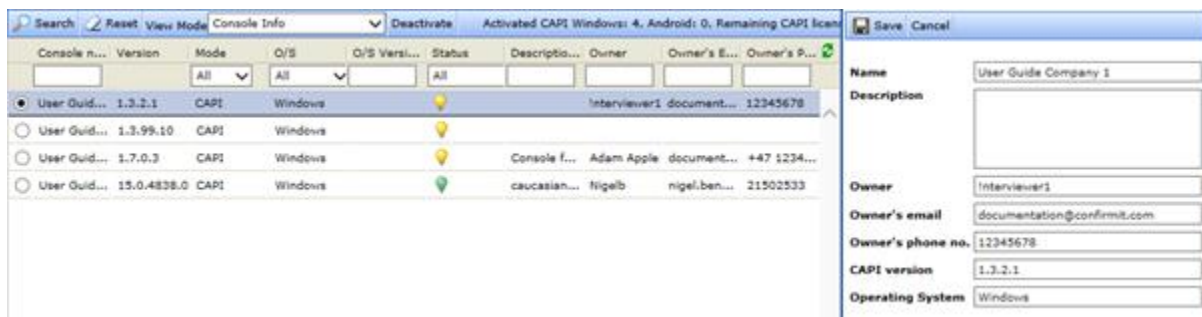 Search Reset View Mode Console Info Deactivate Activated CAPI Windows: 4. Android: 0. Remaining CAPI licen
Console n... Version Mode O/S O/S Versi... Status Descriptio... Owner Owner's E... Owner's P...
All All All
User Guid... 1.3.2.1 CAPI Windows !nterviewer1 document... 12345678
User Guid... 1.3.99.10 CAPI Windows
User Guid... 1.7.0.3 CAPI Windows Console f... Adam Apple document... +47 1234...
User Guid... 15.0.4838.0 CAPI Windows caucasian... Nigelb nigel.ben... 21502533
Save Cancel
Name User Guide Company 1
Description
Owner !nterviewer1
Owner's email documentation@confirmit.com
Owner's phone no. 12345678
CAPI version 1.3.2.1
Operating System Windows